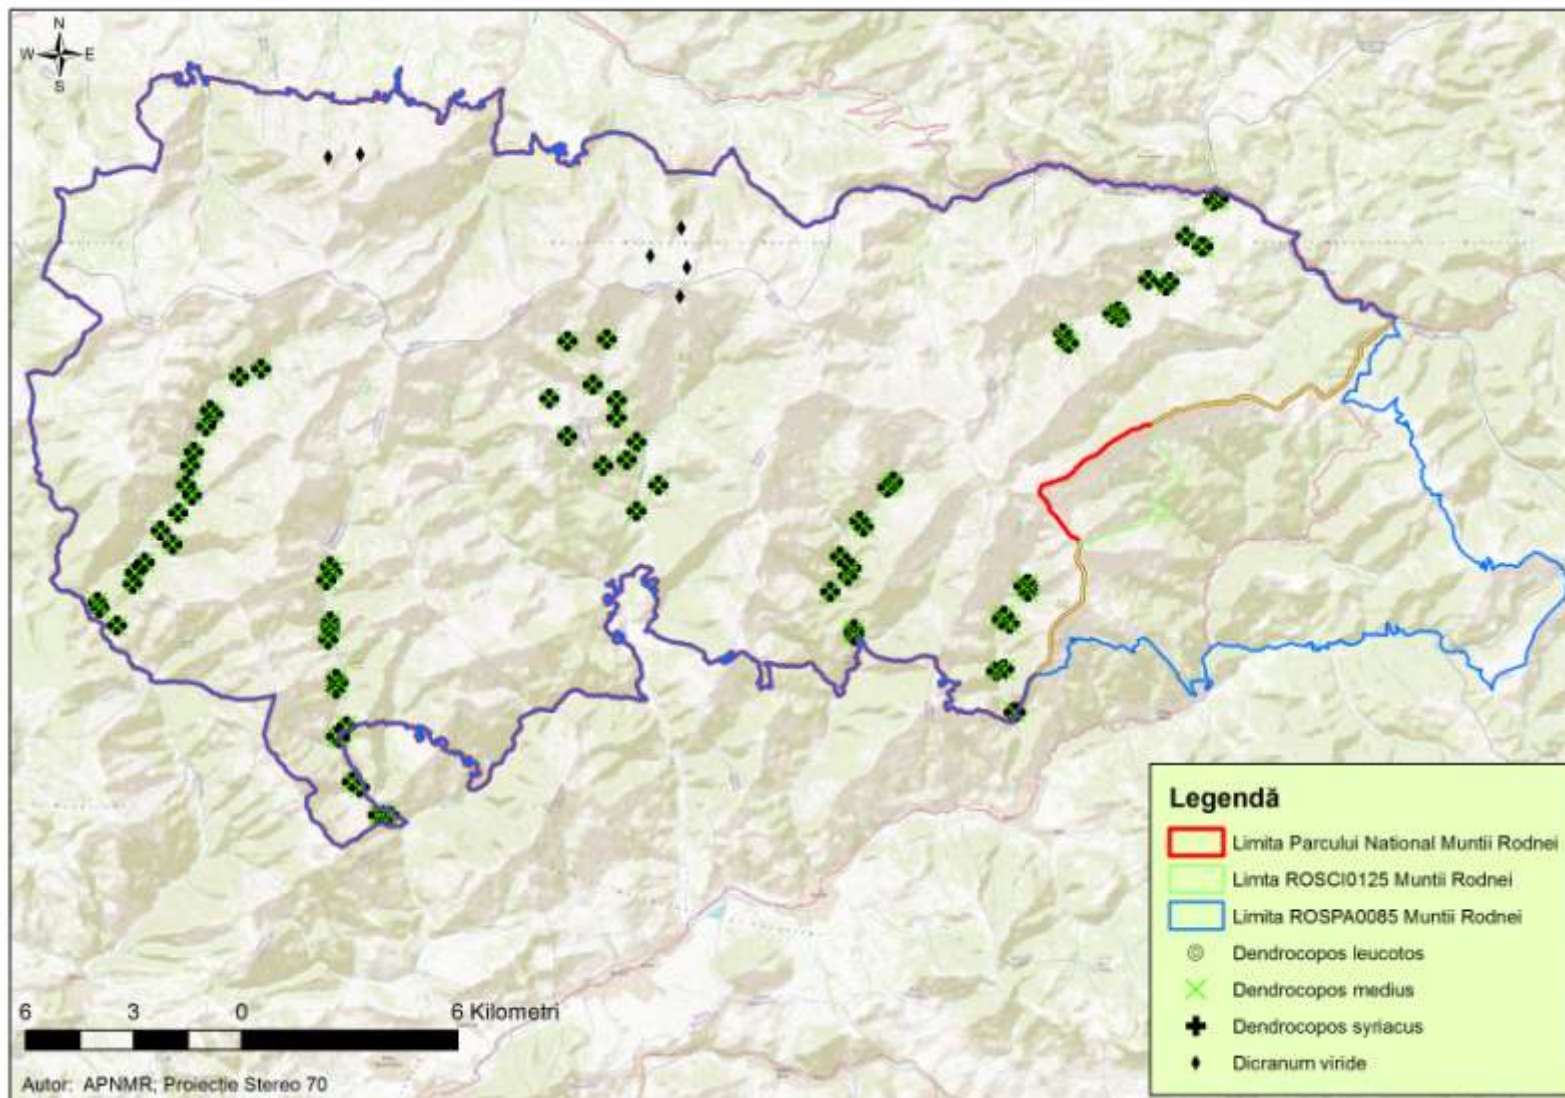 N
W E
S
Legendă
Limita Parcului National Muntii Rodnei
Limta ROSCI0125 Muntii Rodnei
Limita ROSPA0085 Muntii Rodnei
Dendrocopos leucotos
Dendrocopos medius
Dendrocopos syriacus
Dicranum viride
6 3 0 6 Kilometri
Autor: APNMR; Proiectie Stereo 70